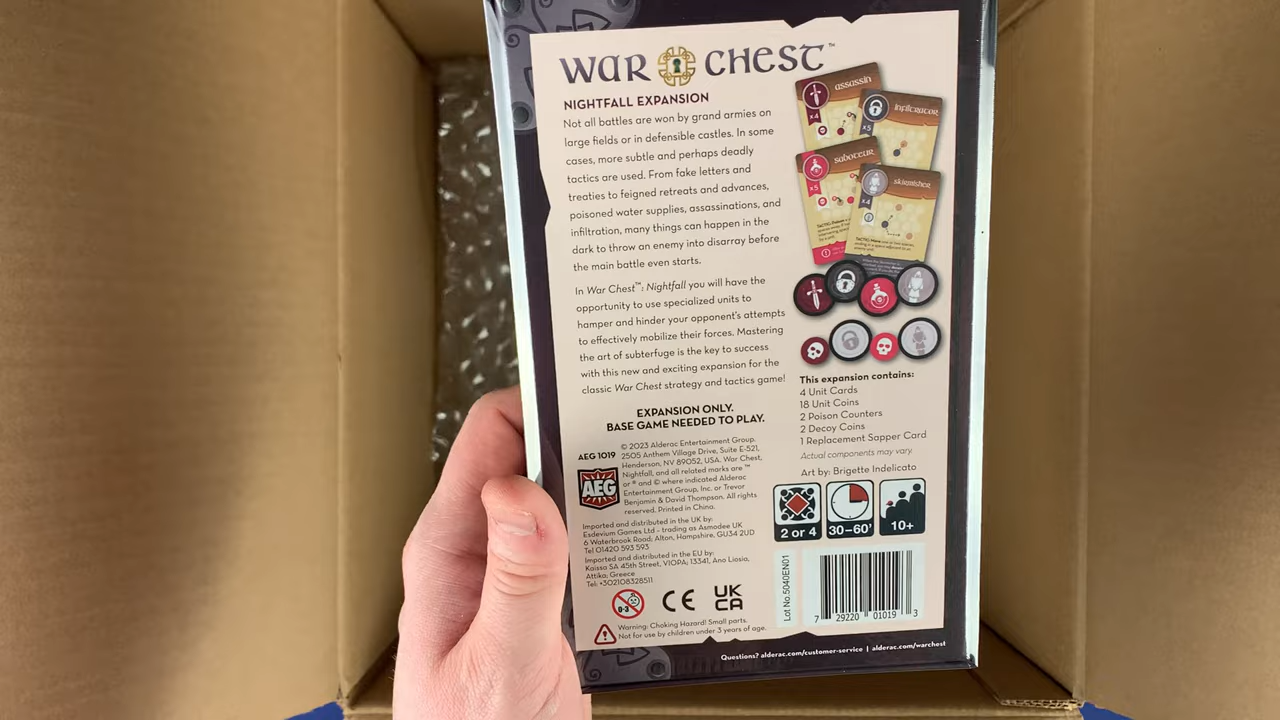 WAR CHEST™
NIGHTFALL EXPANSION
Not all battles are won by grand armies on
large fields or in defensible castles. In some
cases, more subtle and perhaps deadly
tactics are used. From fake letters and
treaties to feigned retreats and advances,
poisoned water supplies, assassinations, and
infiltration, many things can happen in the
dark to throw an enemy into disarray before
the main battle even starts.
In War Chest™: Nightfall you will have the
opportunity to use specialized units to
hamper and hinder your opponent's attempts
to effectively mobilize their forces. Mastering
the art of subterfuge is the key to success
with this new and exciting expansion for the
classic War Chest strategy and tactics game!
EXPANSION ONLY.
BASE GAME NEEDED TO PLAY.
assassin
x4
infiltrator
x5
saboteur
x5
skirmisher
x4
This expansion contains:
4 Unit Cards
18 Unit Coins
2 Poison Counters
2 Decoy Coins
1 Replacement Sapper Card
Actual components may vary.
Art by: Brigette Indelicato
2 or 4
30–60'
10+
AEG 1019
AEG
© 2023 Alderac Entertainment Group.
2505 Anthem Village Drive, Suite E-521,
Henderson, NV 89052, USA. War Chest,
Nightfall, and all related marks are ™
or ® and © where indicated Alderac
Entertainment Group, Inc. or Trevor
Benjamin & David Thompson. All rights
reserved. Printed in China.
Imported and distributed in the UK by:
Esdevium Games Ltd - trading as Asmodee UK
6 Waterbrook Road; Alton, Hampshire, GU34 2UD
Tel 01420 593 593
Imported and distributed in the EU by:
Kaissa SA 45th Street, VIOPA; 13341, Ano Liosia,
Attika; Greece
Tel: +302108328511
0-3
CE
UK
CA
Warning: Choking Hazard! Small parts.
Not for use by children under 3 years of age.
Lot No.5040EN01
7 29220 01019 3
Questions? alderac.com/customer-service | alderac.com/warchest